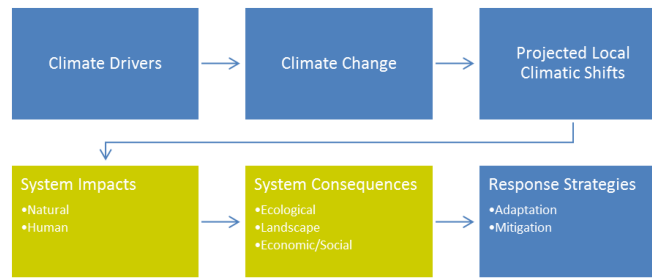 Climate Drivers
Climate Change
Projected Local
Climatic Shifts
System Impacts
•Natural
•Human
System Consequences
•Ecological
•Landscape
•Economic/Social
Response Strategies
•Adaptation
•Mitigation